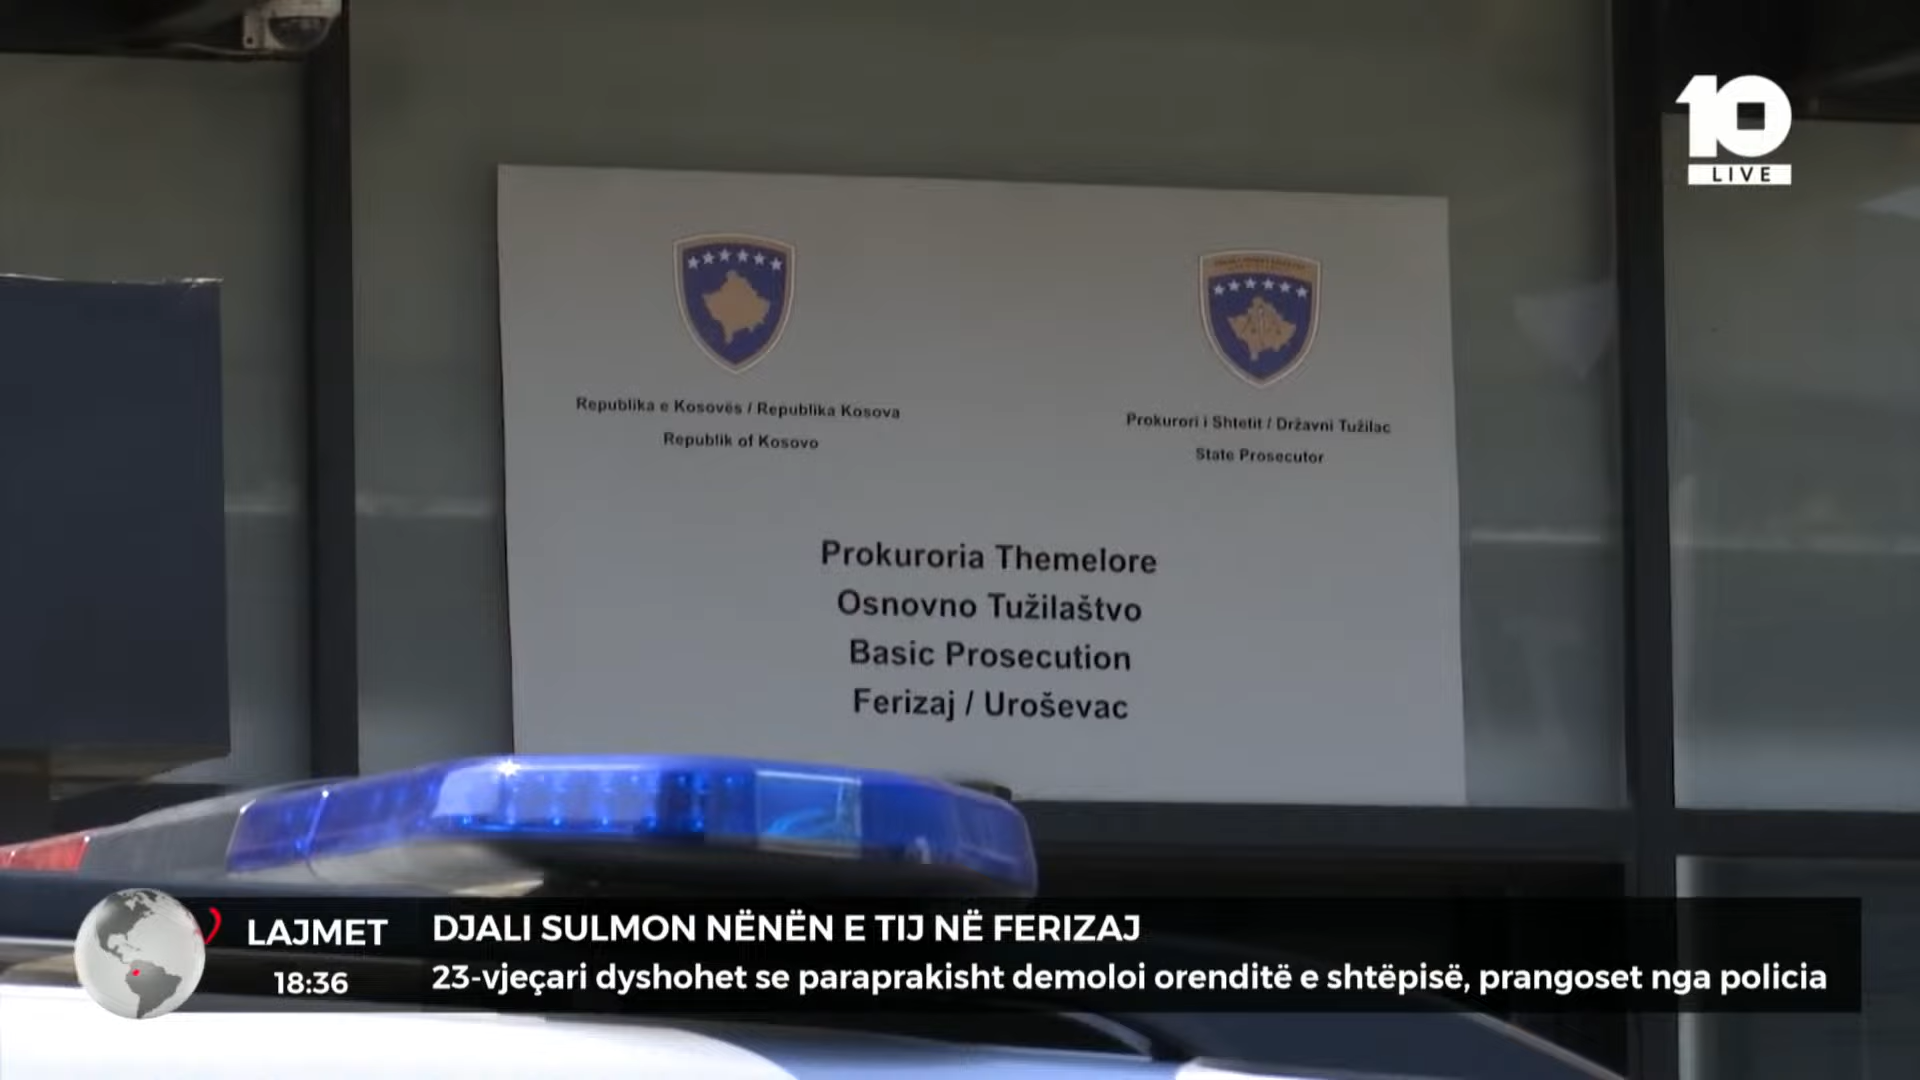 10
LIVE
Republika e Kosovës / Republika Kosova
Republik of Kosovo
Prokurori i Shtetit / Državni Tužilac
State Prosecutor
Prokuroria Themelore
Osnovno Tužilaštvo
Basic Prosecution
Ferizaj / Uroševac
LAJMET
18:36
DJALI SULMON NËNËN E TIJ NË FERIZAJ
23-vjeçari dyshohet se paraprakisht demoloi orenditë e shtëpisë, prangoset nga policia